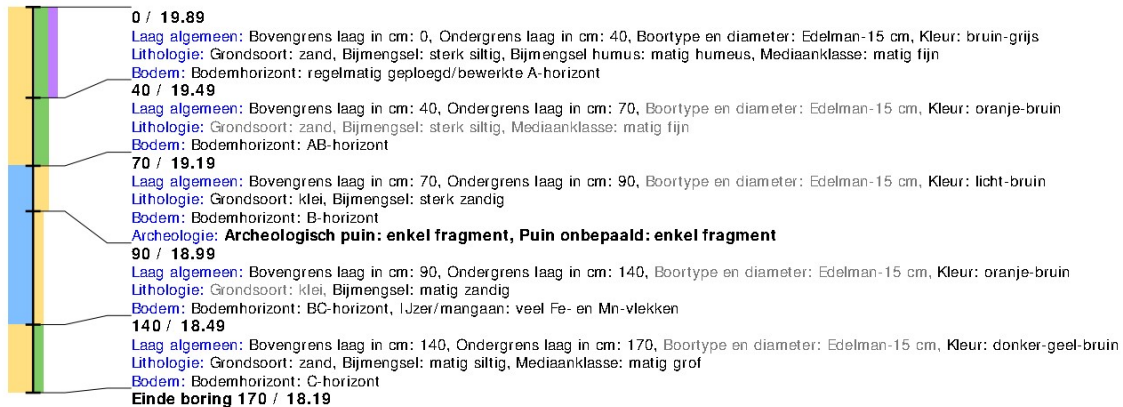 0 / 19.89
Laag algemeen: Bovengrens laag in cm: 0, Ondergrens laag in cm: 40, Boortype en diameter: Edelman-15 cm, Kleur: bruin-grijs
Lithologie: Grondsoort: zand, Bijmengsel: sterk siltig, Bijmengsel humus: matig humeus, Mediaanklasse: matig fijn
Bodem: Bodemhorizont: regelmatig geploegd/bewerkte A-horizont
40 / 19.49
Laag algemeen: Bovengrens laag in cm: 40, Ondergrens laag in cm: 70, Boortype en diameter: Edelman-15 cm, Kleur: oranje-bruin
Lithologie: Grondsoort: zand, Bijmengsel: sterk siltig, Mediaanklasse: matig fijn
Bodem: Bodemhorizont: AB-horizont
70 / 19.19
Laag algemeen: Bovengrens laag in cm: 70, Ondergrens laag in cm: 90, Boortype en diameter: Edelman-15 cm, Kleur: licht-bruin
Lithologie: Grondsoort: klei, Bijmengsel: sterk zandig
Bodem: Bodemhorizont: B-horizont
Archeologie: Archeologisch puin: enkel fragment, Puin onbepaald: enkel fragment
90 / 18.99
Laag algemeen: Bovengrens laag in cm: 90, Ondergrens laag in cm: 140, Boortype en diameter: Edelman-15 cm, Kleur: oranje-bruin
Lithologie: Grondsoort: klei, Bijmengsel: matig zandig
Bodem: Bodemhorizont: BC-horizont, IJzer/mangaan: veel Fe- en Mn-vlekken
140 / 18.49
Laag algemeen: Bovengrens laag in cm: 140, Ondergrens laag in cm: 170, Boortype en diameter: Edelman-15 cm, Kleur: donker-geel-bruin
Lithologie: Grondsoort: zand, Bijmengsel: matig siltig, Mediaanklasse: matig grof
Bodem: Bodemhorizont: C-horizont
Einde boring 170 / 18.19